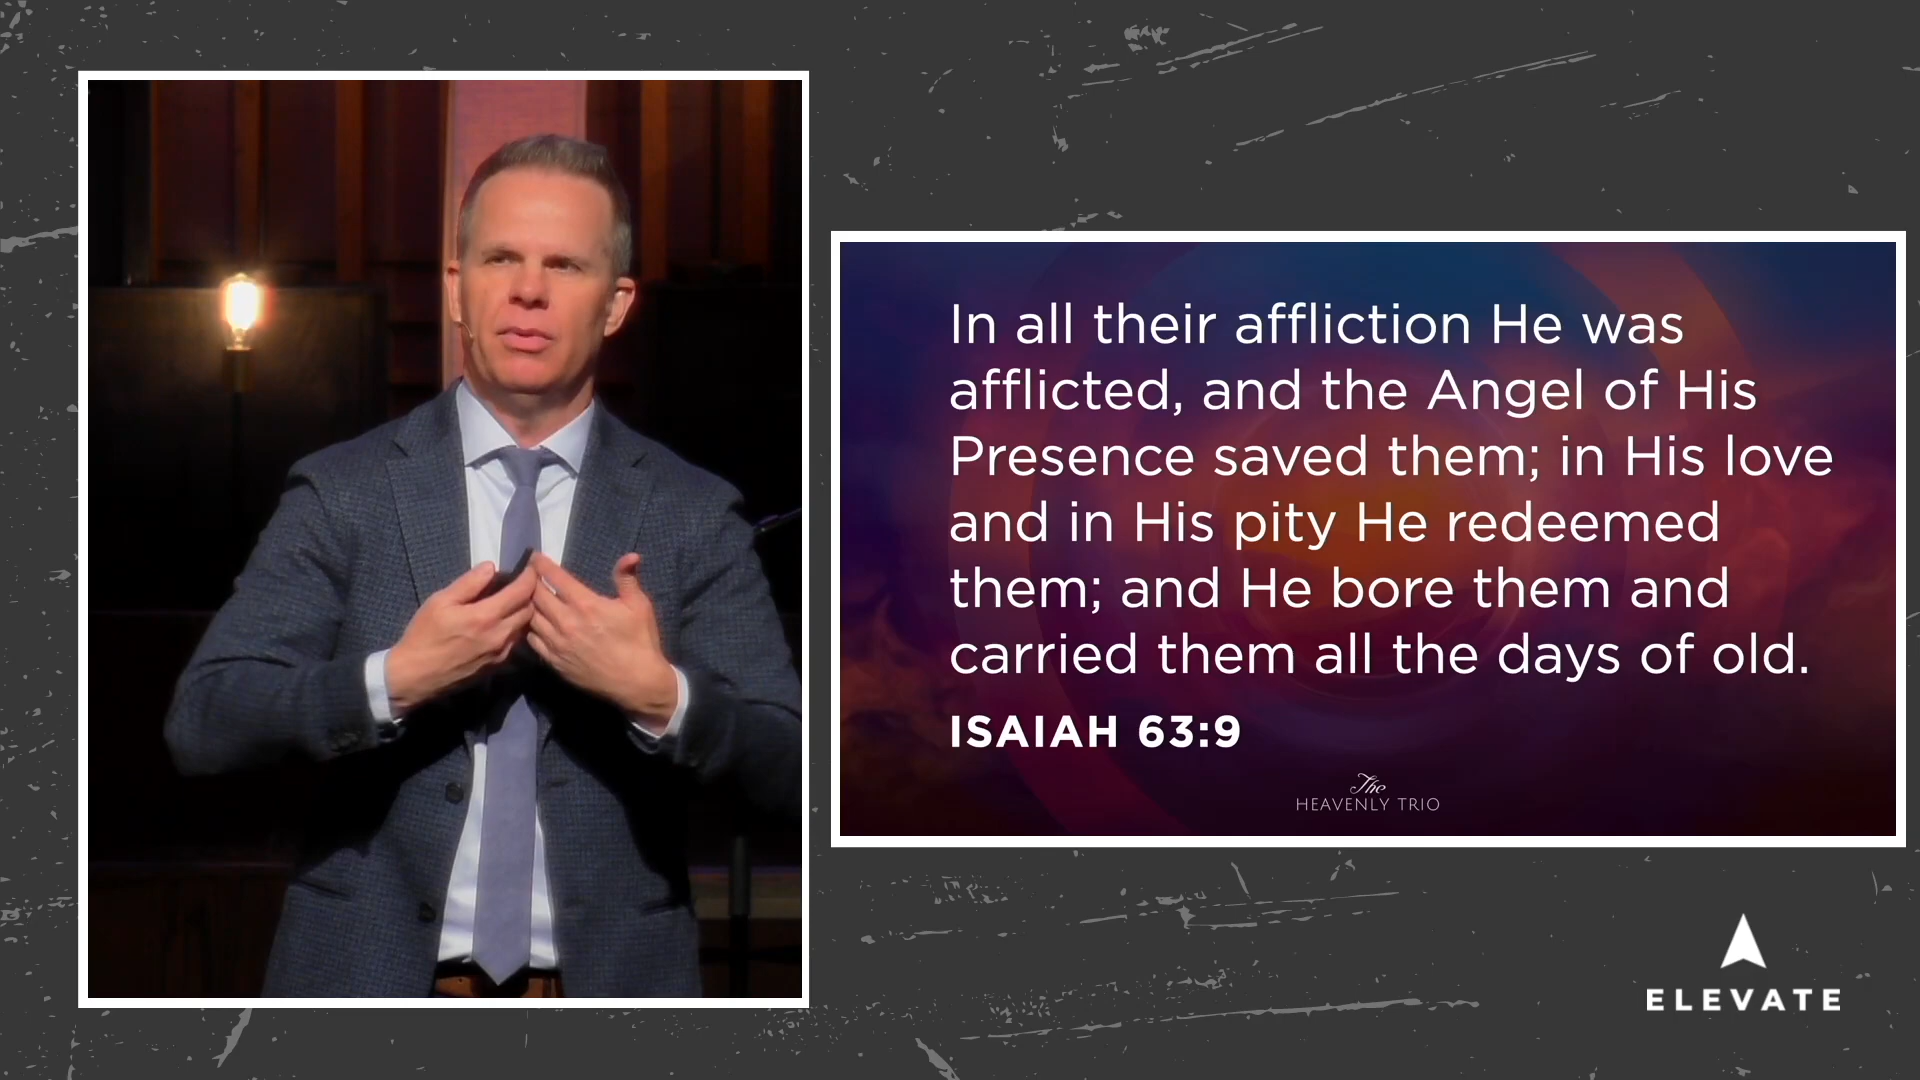 In all their affliction He was
afflicted, and the Angel of His
Presence saved them; in His love
and in His pity He redeemed
them; and He bore them and
carried them all the days of old.
ISAIAH 63:9
The
HEAVENLY TRIO
ELEVATE